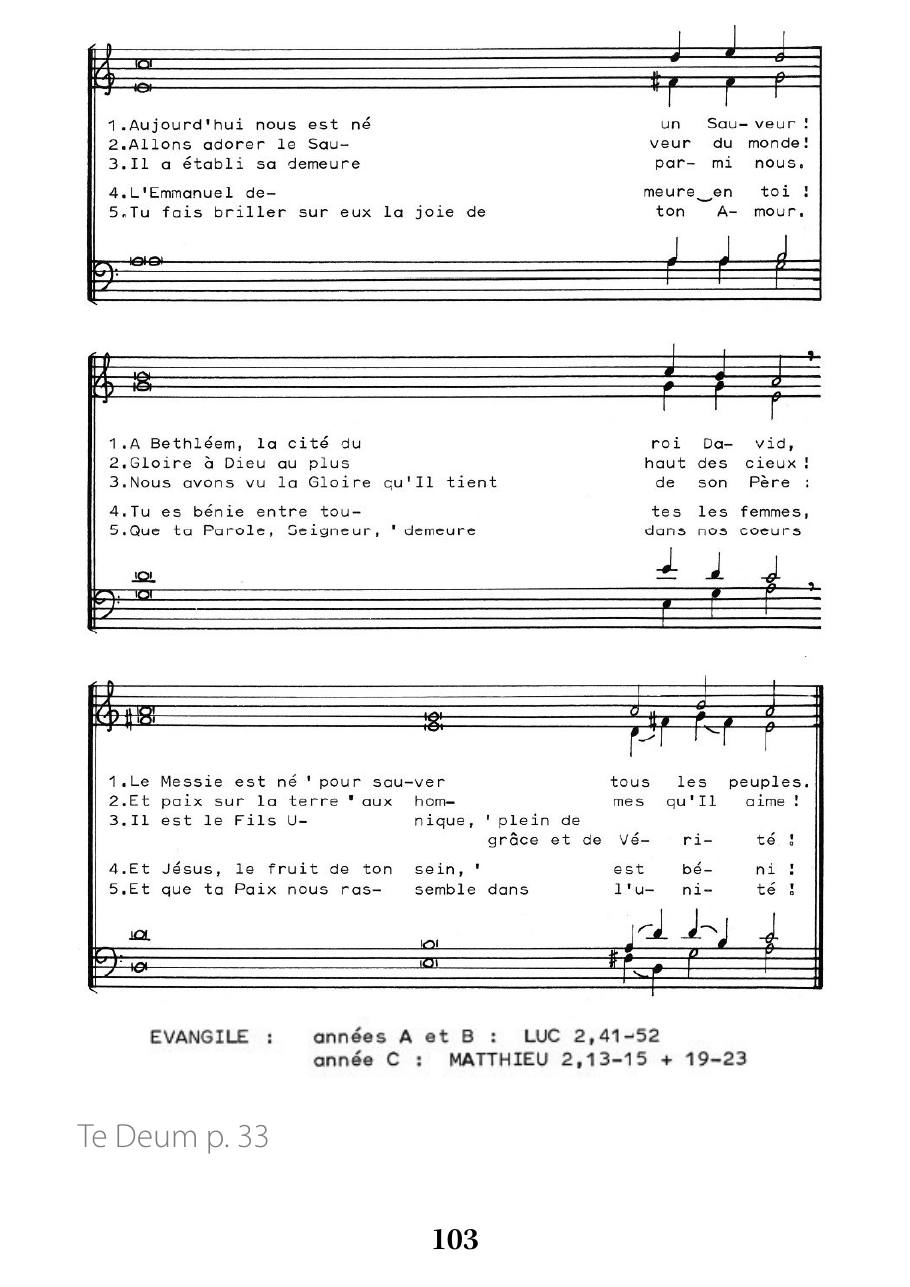 1.Aujourd'hui nous est né un Sau- veur !
2.Allons adorer le Sau- veur du monde!
3.Il a établi sa demeure par- mi nous.
4.L'Emmanuel de- meure‿en toi !
5.Tu fais briller sur eux la joie de ton A- mour.
1.A Bethléem, la cité du roi Da- vid,
2.Gloire à Dieu au plus haut des cieux !
3.Nous avons vu la Gloire qu'Il tient de son Père :
4.Tu es bénie entre tou- tes les femmes,
5.Que ta Parole, Seigneur, ' demeure dans nos coeurs
1.Le Messie est né ' pour sau-ver tous les peuples.
2.Et paix sur la terre ' aux hom- mes qu'Il aime !
3.Il est le Fils U- nique, ' plein de
grâce et de Vé- ri- té !
4.Et Jésus, le fruit de ton sein, ' est bé- ni !
5.Et que ta Paix nous ras- semble dans l'u- ni- té !
EVANGILE : années A et B : LUC 2,41-52
année C : MATTHIEU 2,13-15 + 19-23
Te Deum p. 33
103